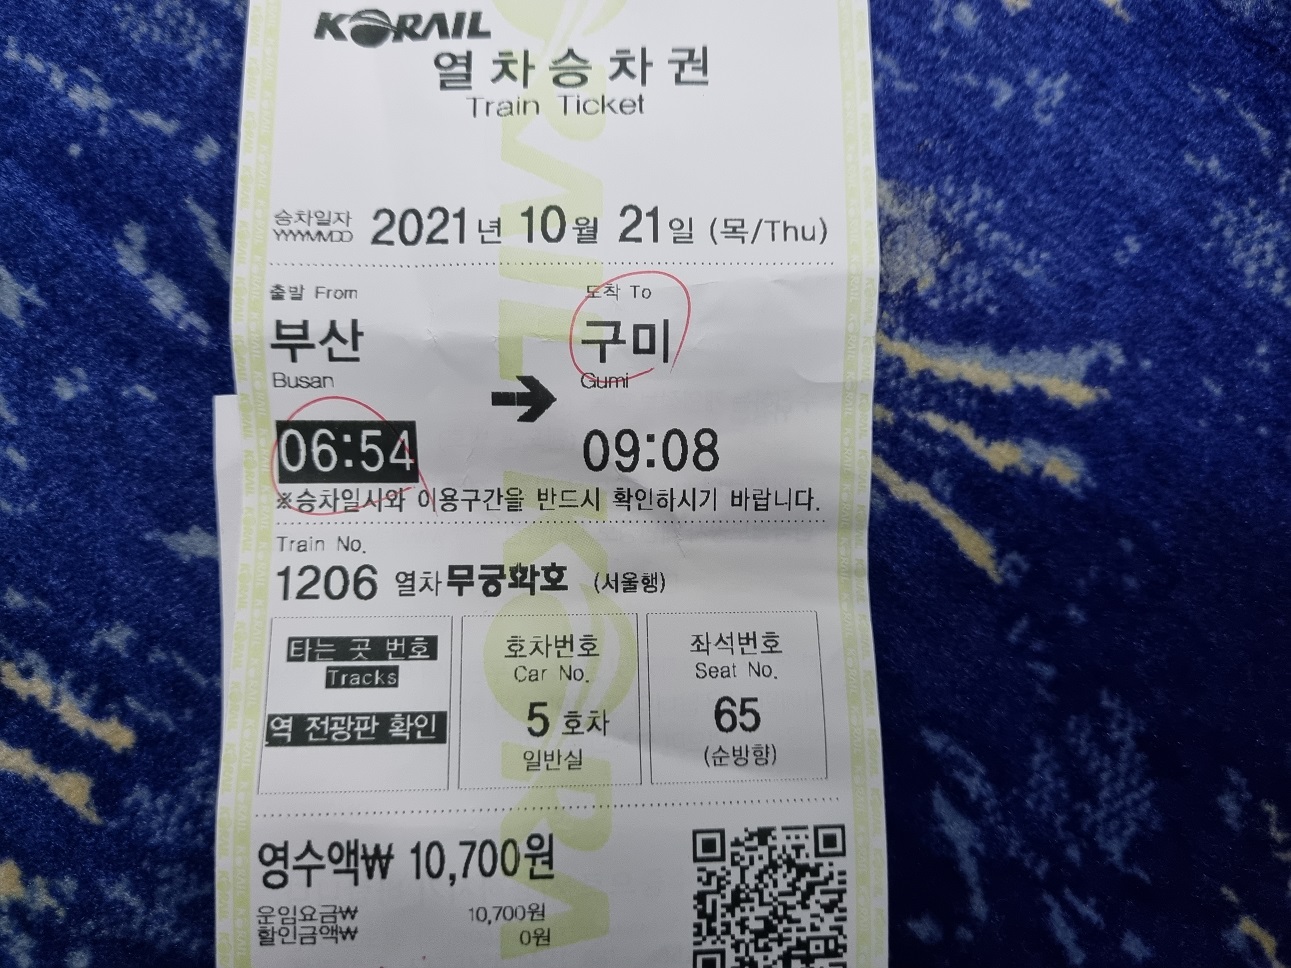 KORAIL
열차승차권
Train Ticket
승차일자
YYYYMMDD
2021년 10월 21일 (목/Thu)
출발 From
도착 To
부산
구미
Busan
Gumi
06:54
09:08
※승차일시와 이용구간을 반드시 확인하시기 바랍니다.
Train No.
1206 열차 무궁화호 (서울행)
타는 곳 번호
Tracks
역 전광판 확인
호차번호
Car No.
5 호차
일반실
좌석번호
Seat No.
65
(순방향)
영수액₩ 10,700원
운임요금₩ 10,700원
할인금액₩ 0원